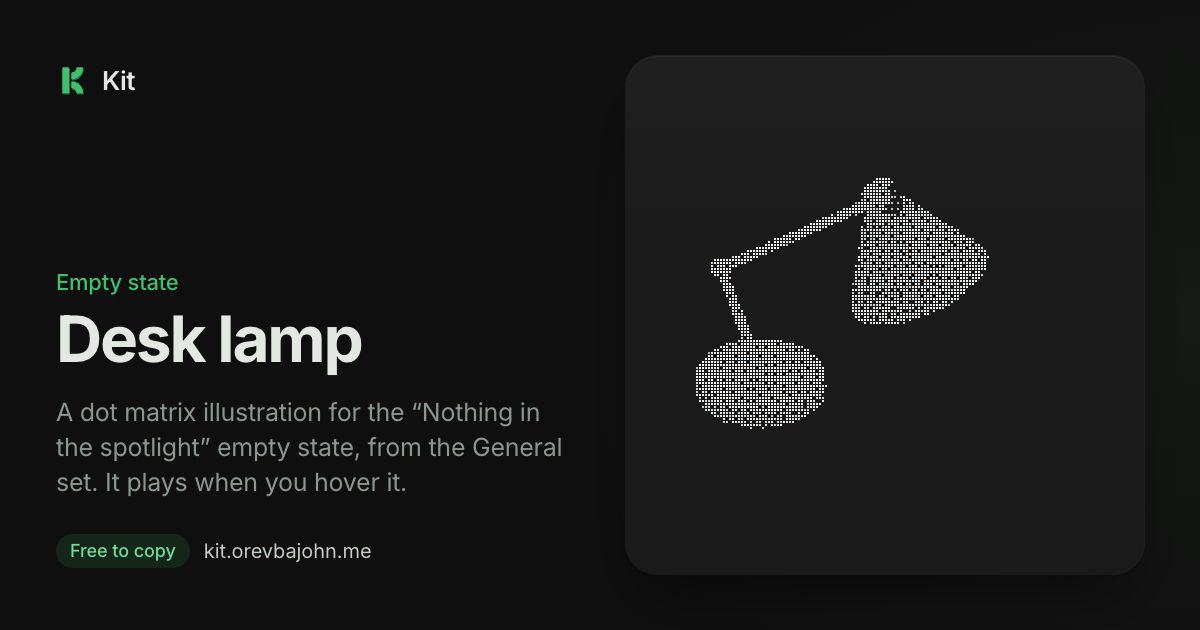 Kit
Empty state
Desk lamp
A dot matrix illustration for the “Nothing in
the spotlight” empty state, from the General
set. It plays when you hover it.
Free to copy
kit.orevbajohn.me